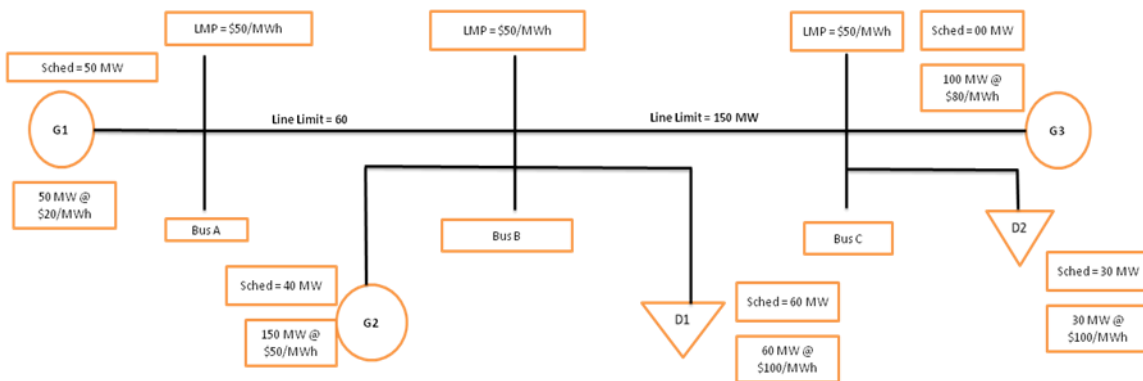 LMP = $50/MWh
LMP = $50/MWh
LMP = $50/MWh
Sched = 00 MW
Sched = 50 MW
100 MW @
$80/MWh
G1
Line Limit = 60
Line Limit = 150 MW
G3
50 MW @
$20/MWh
Bus A
Bus B
Bus C
D2
Sched = 40 MW
Sched = 60 MW
Sched = 30 MW
150 MW @
$50/MWh
G2
D1
60 MW @
$100/MWh
30 MW @
$100/MWh